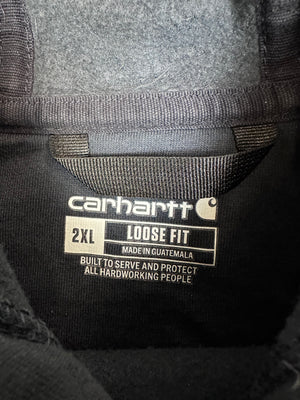 carhartt
2XL LOOSE FIT
MADE IN GUATEMALA
BUILT TO SERVE AND PROTECT
ALL HARDWORKING PEOPLE